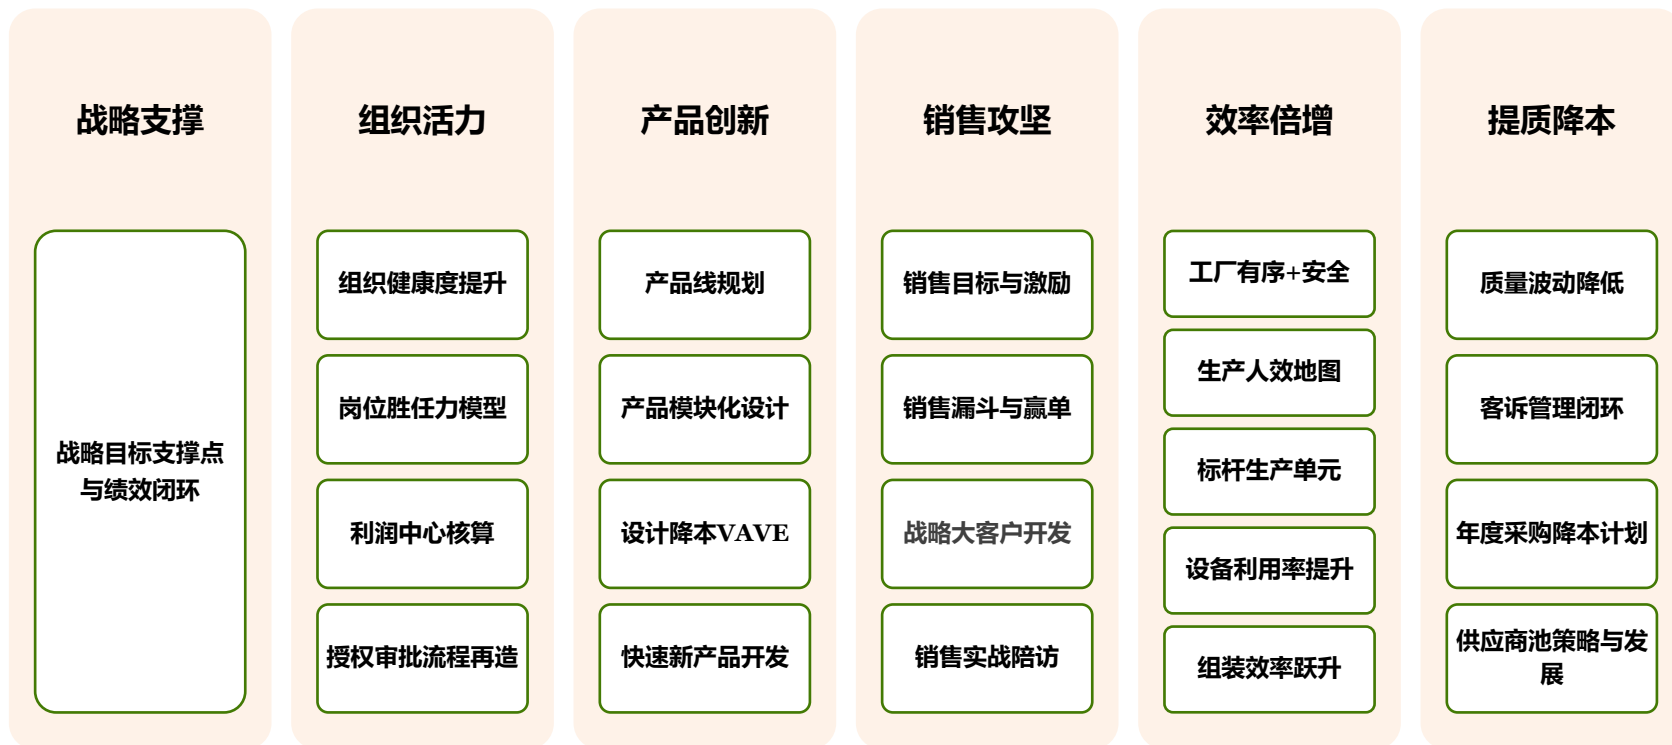 战略支撑
战略目标支撑点
与绩效闭环
组织活力
组织健康度提升
岗位胜任力模型
利润中心核算
授权审批流程再造
产品创新
产品线规划
产品模块化设计
设计降本VAVE
快速新产品开发
销售攻坚
销售目标与激励
销售漏斗与赢单
战略大客户开发
销售实战陪访
效率倍增
工厂有序+安全
生产人效地图
标杆生产单元
设备利用率提升
组装效率跃升
提质降本
质量波动降低
客诉管理闭环
年度采购降本计划
供应商池策略与发
展